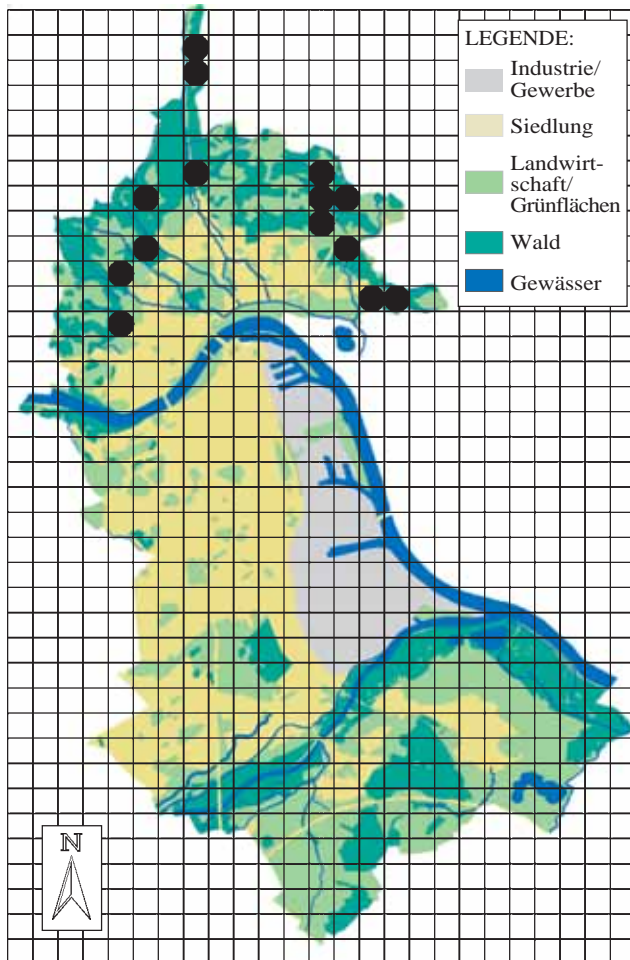 LEGENDE:
Industrie/
Gewerbe
Siedlung
Landwirt-
schaft/
Grünflächen
Wald
Gewässer
N